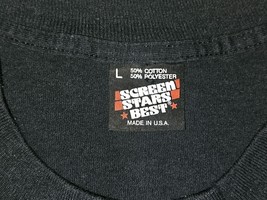 L 50% COTTON
50% POLYESTER
SCREEN
STARS
BEST
MADE IN U.S.A.